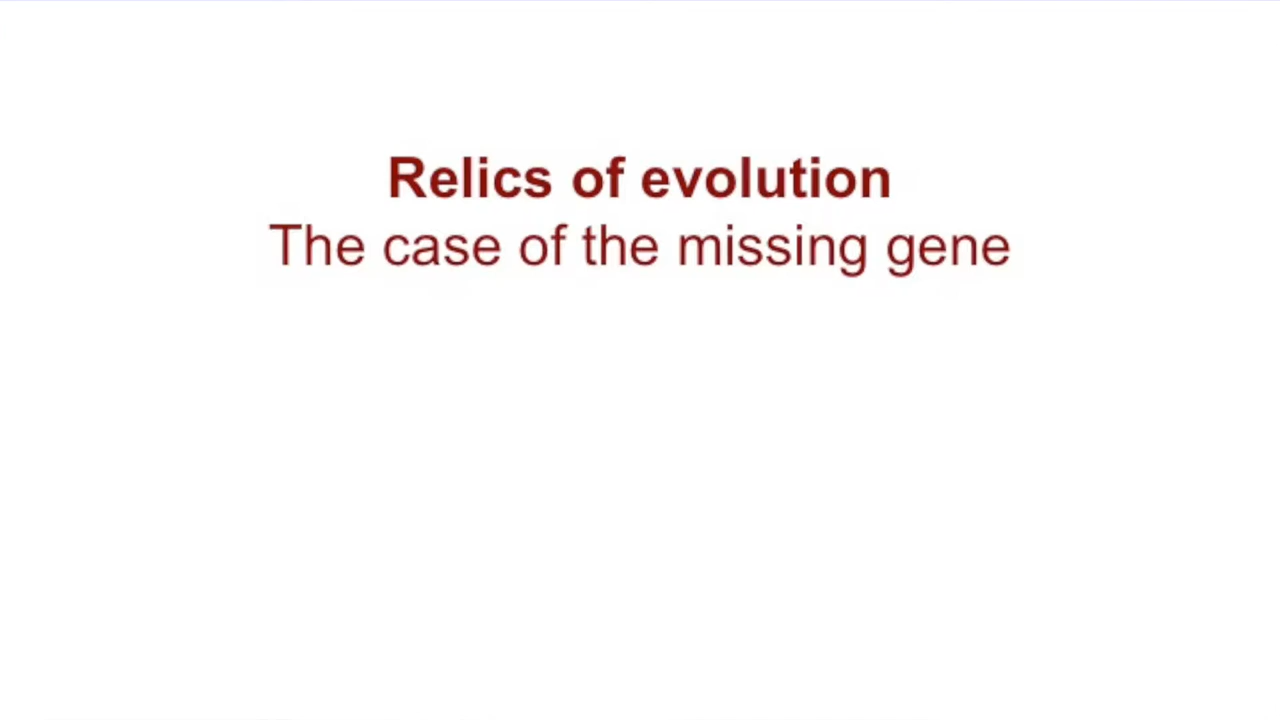 Relics of evolution
The case of the missing gene